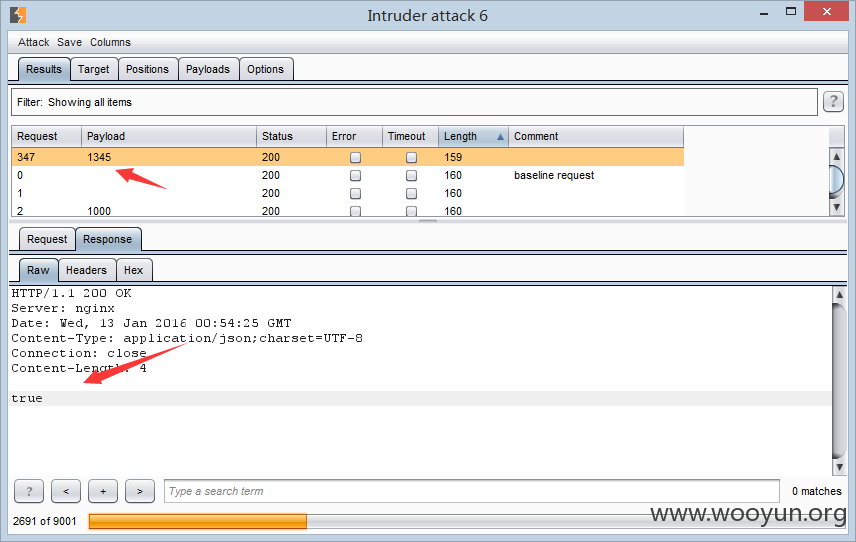 Intruder attack 6
Attack Save Columns
Results Target Positions Payloads Options
Filter: Showing all items ?
Request Payload Status Error Timeout Length Comment
347 1345 200 159
0 200 160 baseline request
1 200 160
2 1000 200 160
Request Response
Raw Headers Hex
HTTP/1.1 200 OK
Server: nginx
Date: Wed, 13 Jan 2016 00:54:25 GMT
Content-Type: application/json;charset=UTF-8
Connection: close
Content-Length: 4
true
? < + > Type a search term 0 matches
2691 of 9001
www.wooyun.org